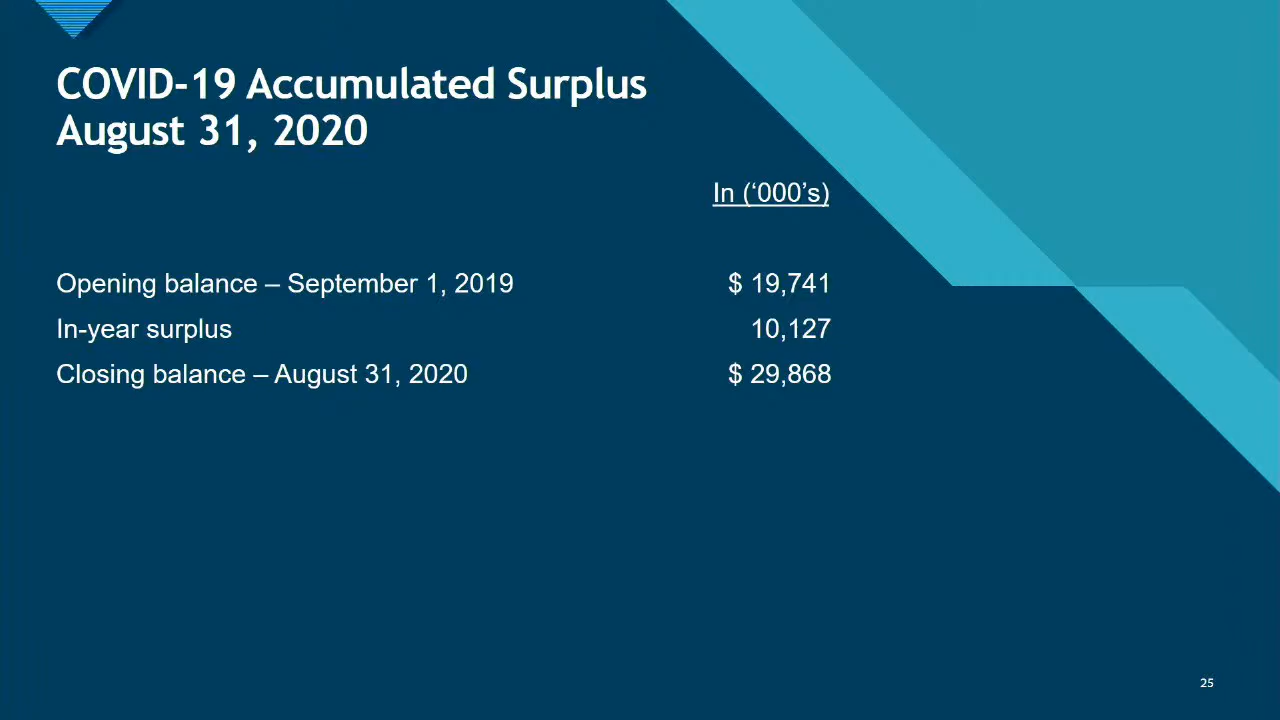 COVID-19 Accumulated Surplus
August 31, 2020
In (‘000’s)
Opening balance – September 1, 2019 $ 19,741
In-year surplus 10,127
Closing balance – August 31, 2020 $ 29,868
25